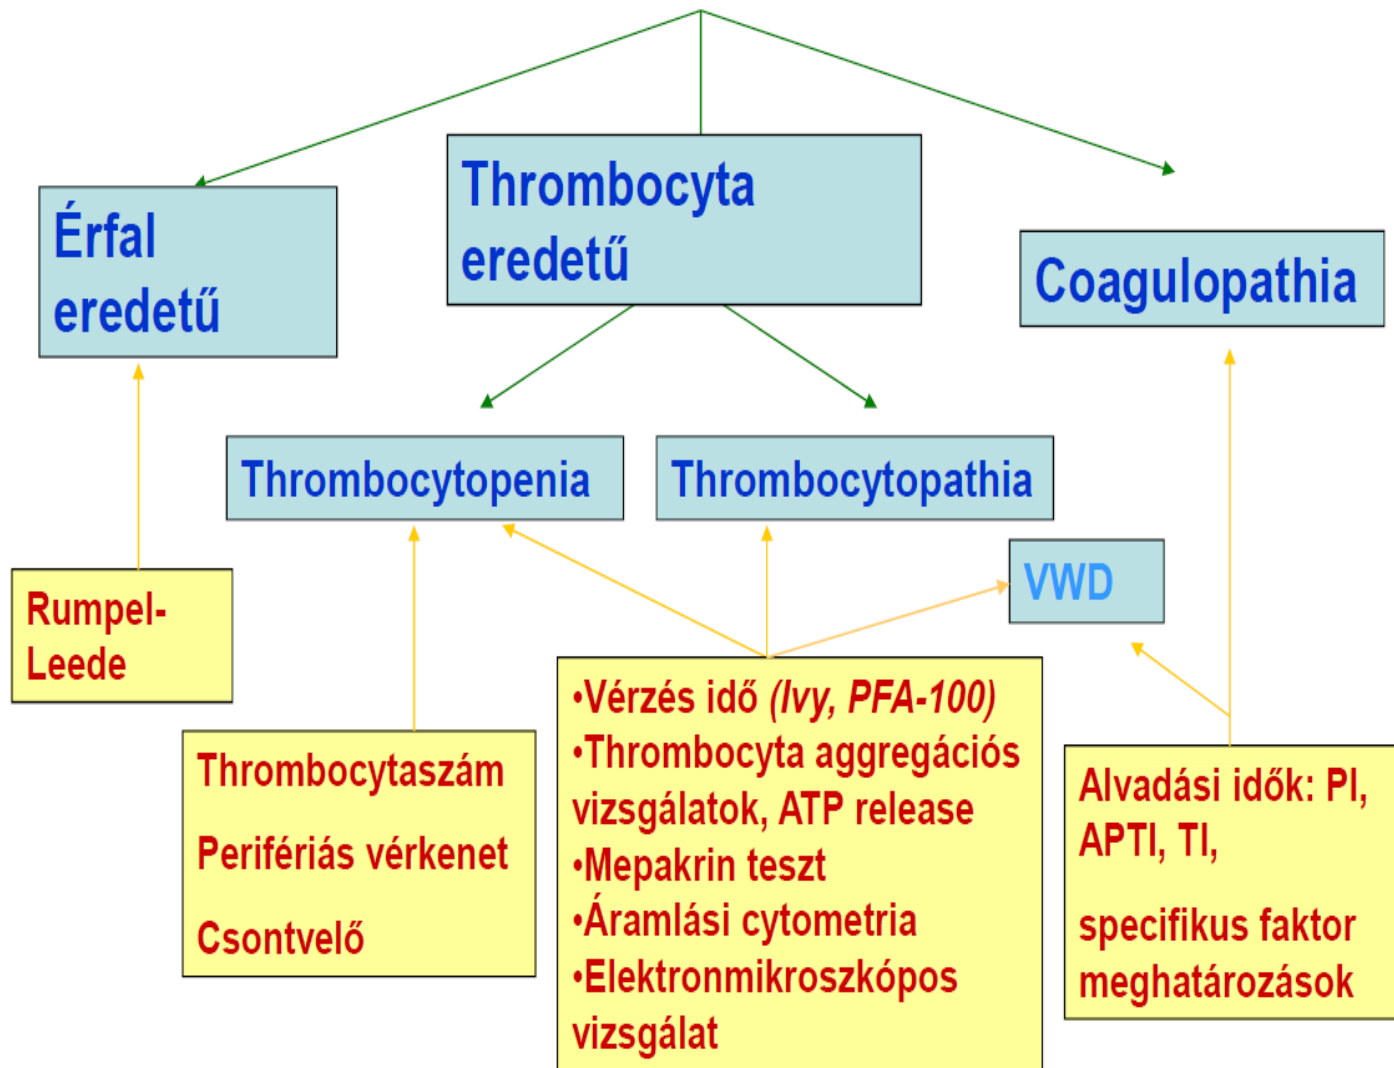 Érfal
eredetű
Thrombocyta
eredetű
Coagulopathia
Thrombocytopenia
Thrombocytopathia
VWD
Rumpel-
Leede
Thrombocytaszám
Perifériás vérkenet
Csontvelő
•Vérzés idő (Ivy, PFA-100)
•Thrombocyta aggregációs
vizsgálatok, ATP release
•Mepakrin teszt
•Áramlási cytometria
•Elektronmikroszkópos
vizsgálat
Alvadási idők: PI,
APTI, TI,
specifikus faktor
meghatározások